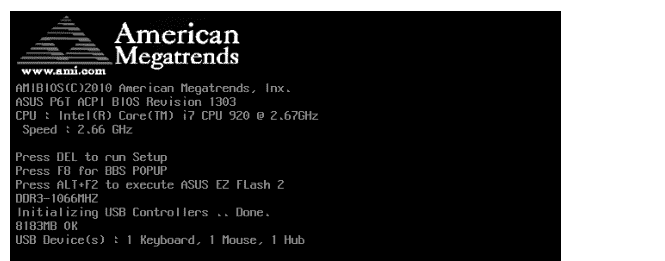 American
Megatrends
www.ami.com
AMIBIOS(C)2010 American Megatrends, Inx.
ASUS P6T ACPI BIOS Revision 1303
CPU : Intel(R) Core(TM) i7 CPU 920 @ 2.67GHz
Speed : 2.66 GHz
Press DEL to run Setup
Press F8 for BBS POPUP
Press ALT+F2 to execute ASUS EZ FLash 2
DDR3-1066MHZ
Initializing USB Controllers .. Done.
8183MB OK
USB Device(s) : 1 Keyboard, 1 Mouse, 1 Hub